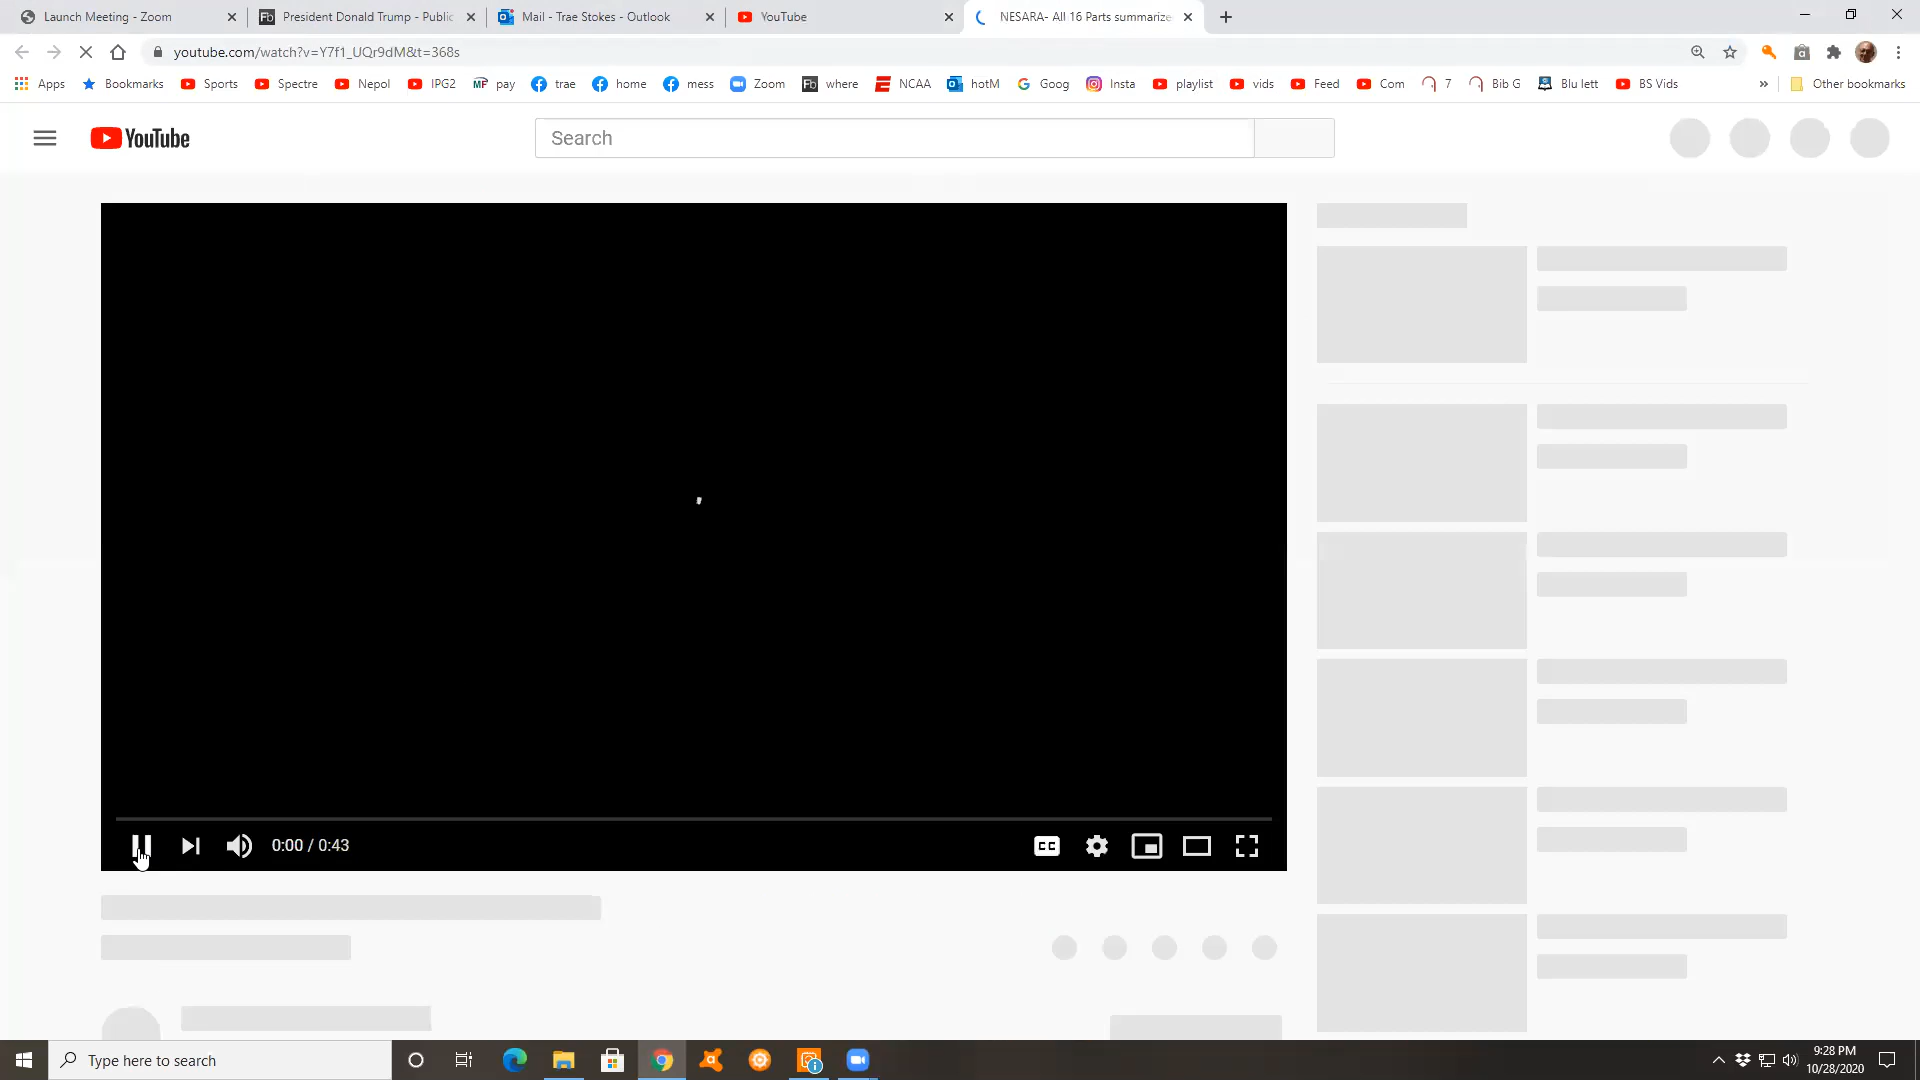 Launch Meeting - Zoom
President Donald Trump - Public
Mail - Trae Stokes - Outlook
YouTube
NESARA- All 16 Parts summarize
youtube.com/watch?v=Y7f1_UQr9dM&t=368s
Apps Bookmarks Sports Spectre Nepol IPG2 MF pay trae home mess Zoom Fb where NCAA hotM Goog Insta playlist vids Feed Com 7 Bib G Blu lett BS Vids » Other bookmarks
YouTube
Search
0:00 / 0:43
CC
Type here to search
9:28 PM
10/28/2020